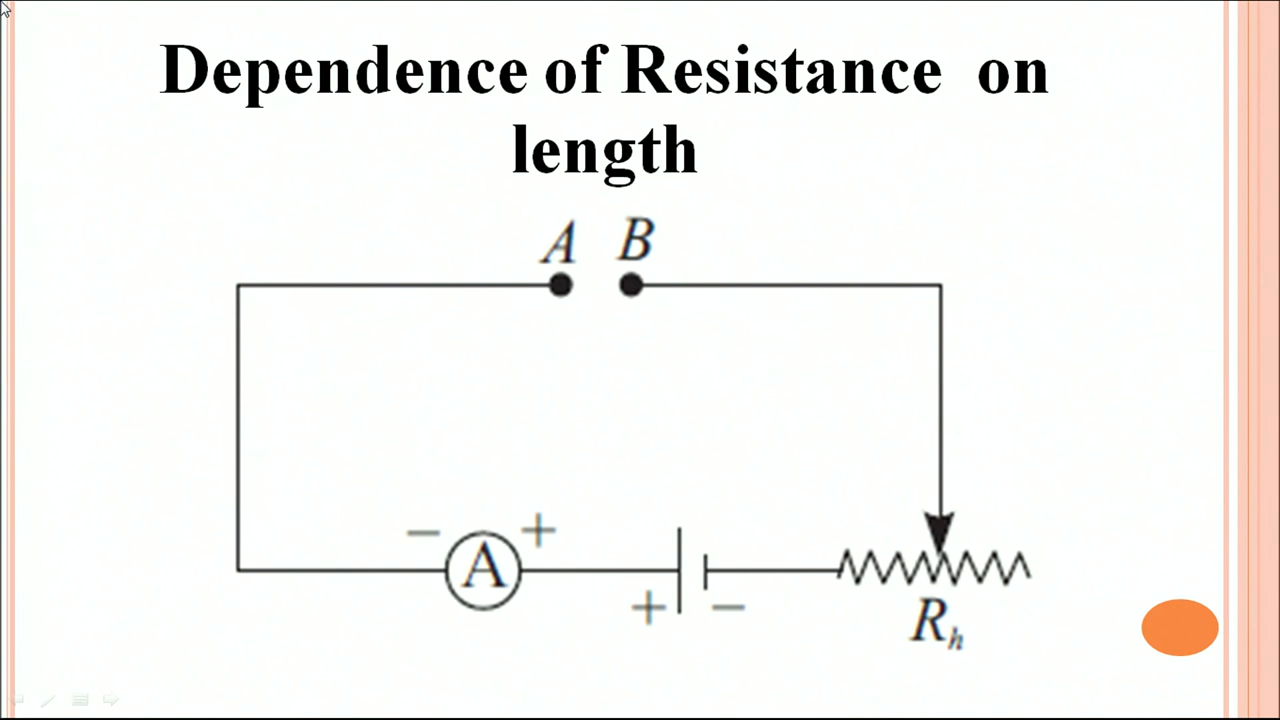 Dependence of Resistance on
length
A B
− +
A
+ −
Rh